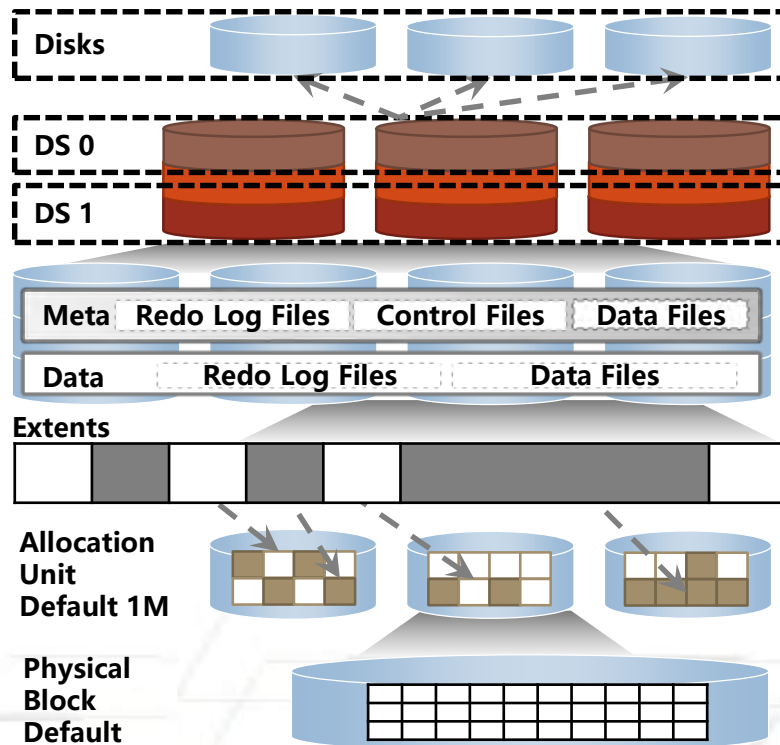 Disks
DS 0
DS 1
Meta Redo Log Files Control Files Data Files
Data Redo Log Files Data Files
Extents
Allocation
Unit
Default 1M
Physical
Block
Default